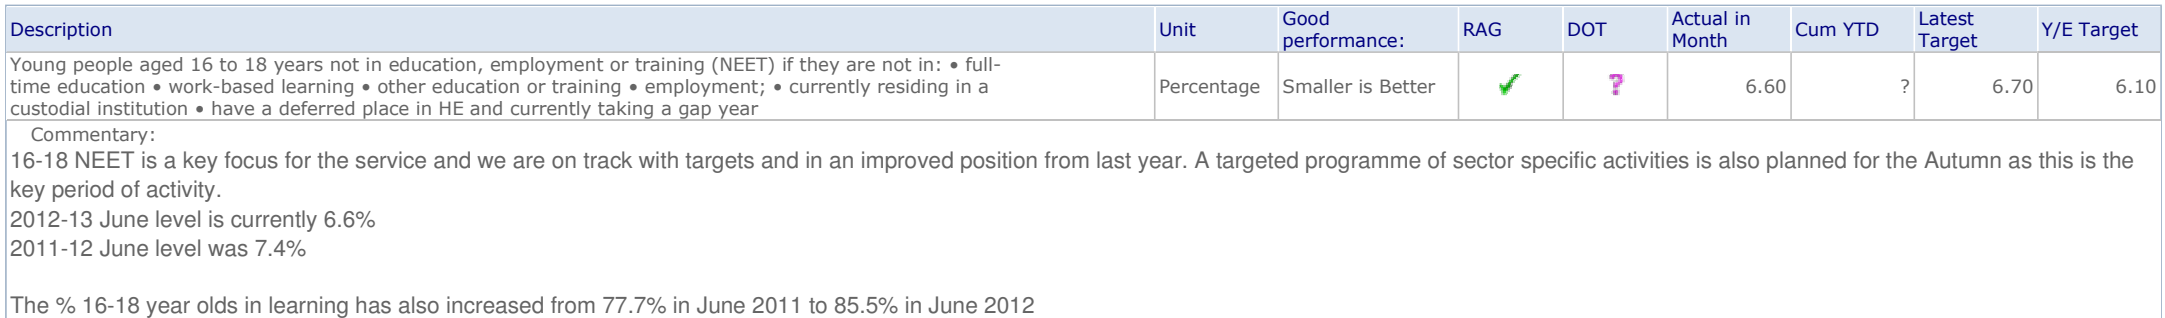 Description Unit Good performance: RAG DOT Actual in Month Cum YTD Latest Target Y/E Target
Young people aged 16 to 18 years not in education, employment or training (NEET) if they are not in: • full-
time education • work-based learning • other education or training • employment; • currently residing in a
custodial institution • have a deferred place in HE and currently taking a gap year
Percentage Smaller is Better ✔ ? 6.60 ? 6.70 6.10
Commentary:
16-18 NEET is a key focus for the service and we are on track with targets and in an improved position from last year. A targeted programme of sector specific activities is also planned for the Autumn as this is the
key period of activity.
2012-13 June level is currently 6.6%
2011-12 June level was 7.4%
The % 16-18 year olds in learning has also increased from 77.7% in June 2011 to 85.5% in June 2012